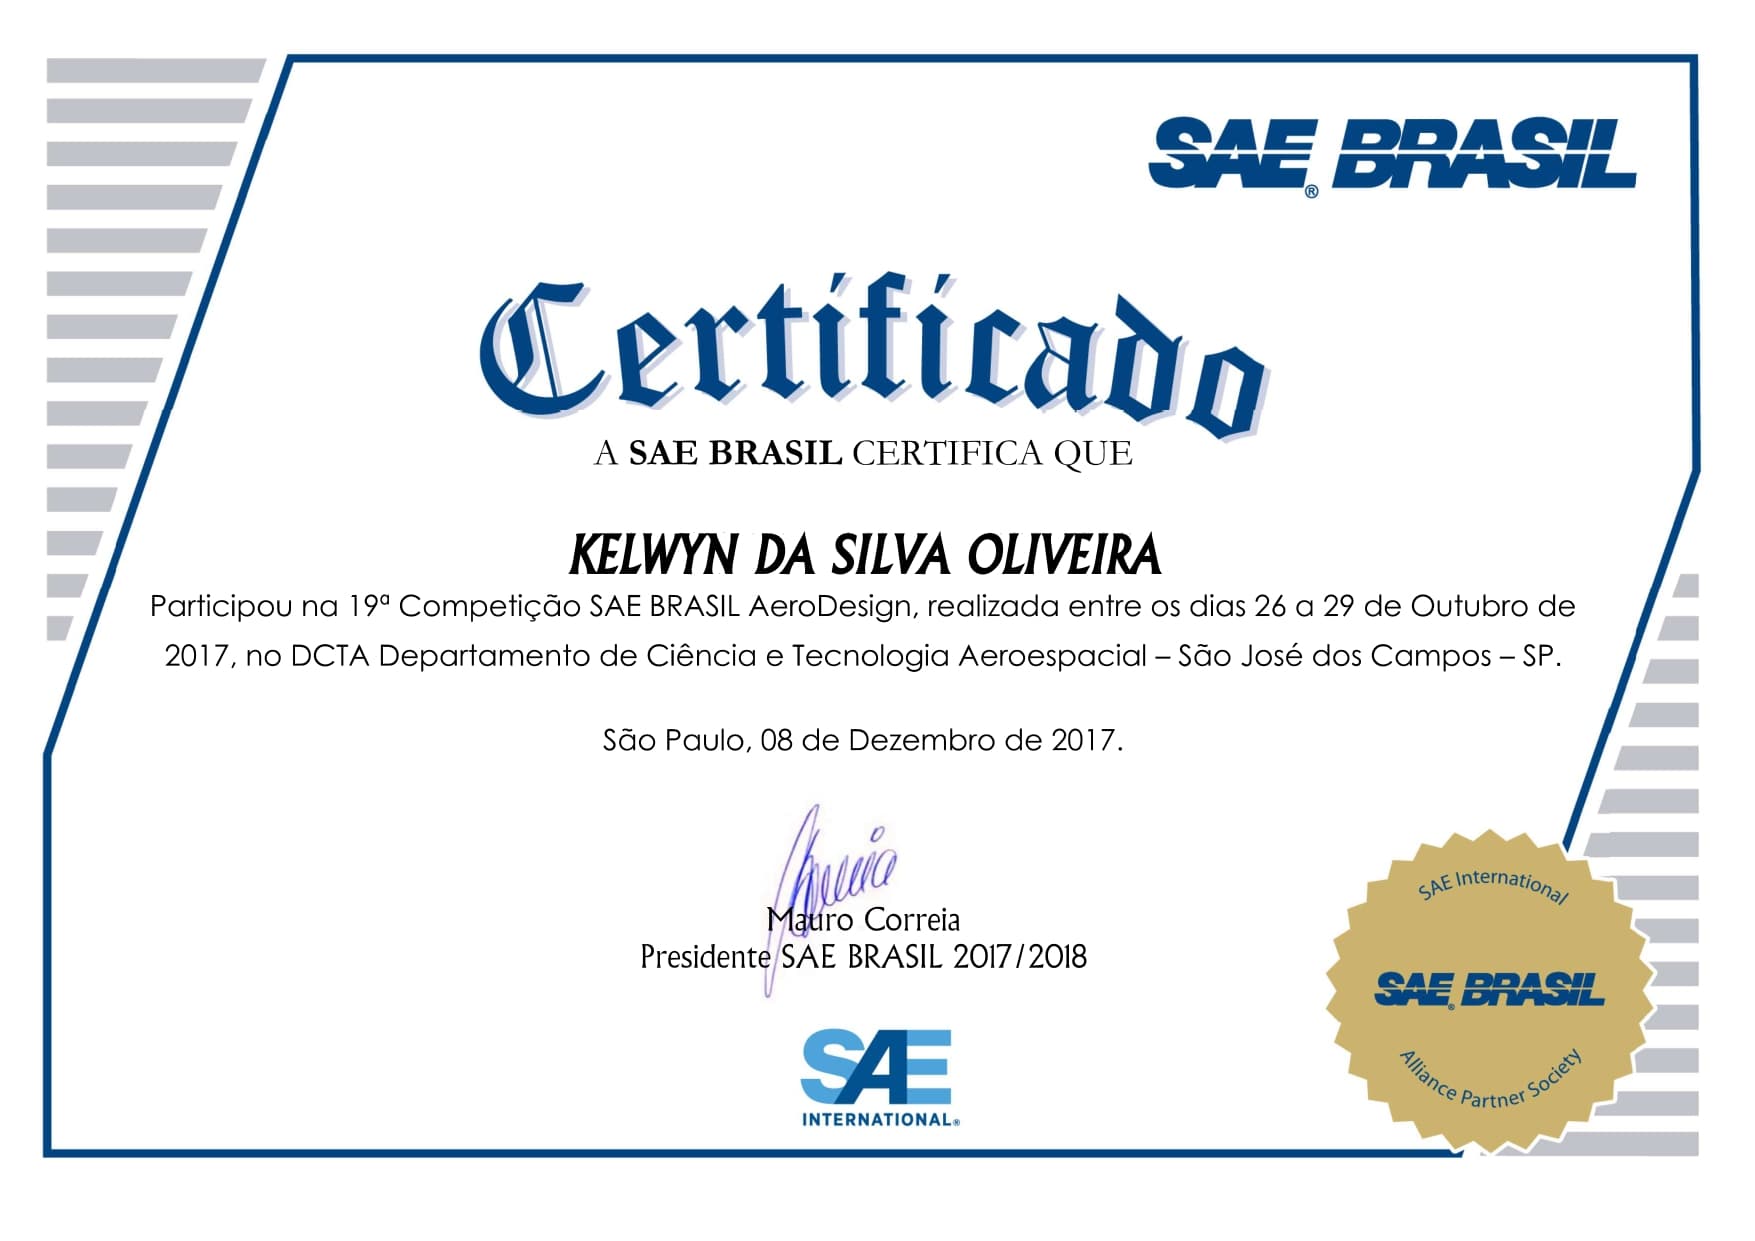 SAE BRASIL
®
Certificado
A SAE BRASIL CERTIFICA QUE
KELWYN DA SILVA OLIVEIRA
Participou na 19ª Competição SAE BRASIL AeroDesign, realizada entre os dias 26 a 29 de Outubro de
2017, no DCTA Departamento de Ciência e Tecnologia Aeroespacial – São José dos Campos – SP.
São Paulo, 08 de Dezembro de 2017.
Mauro Correia
Presidente SAE BRASIL 2017/2018
SAE
INTERNATIONAL®
SAE International
SAE® BRASIL
Alliance Partner Society